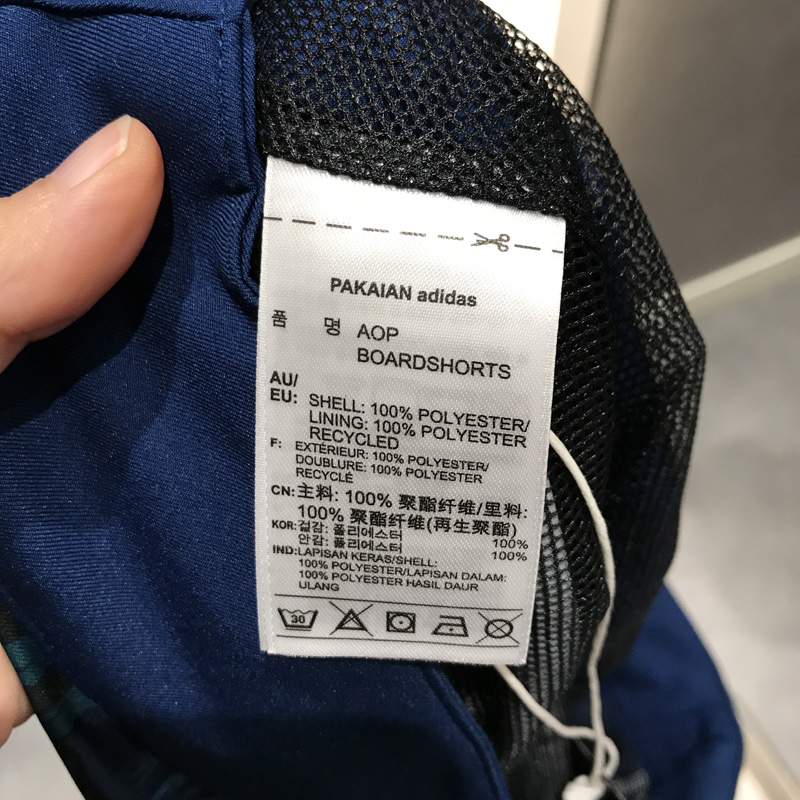 PAKAIAN adidas
품 명 AOP
BOARDSHORTS
AU/
EU: SHELL: 100% POLYESTER/
LINING: 100% POLYESTER
RECYCLED
F: EXTÉRIEUR: 100% POLYESTER/
DOUBLURE: 100% POLYESTER
RECYCLÉ
CN: 主料: 100% 聚酯纤维/里料:
100% 聚酯纤维(再生聚酯)
KOR: 겉감: 폴리에스터 100%
안감: 폴리에스터 100%
IND: LAPISAN KERAS/SHELL:
100% POLYESTER/LAPISAN DALAM:
100% POLYESTER HASIL DAUR
ULANG
30